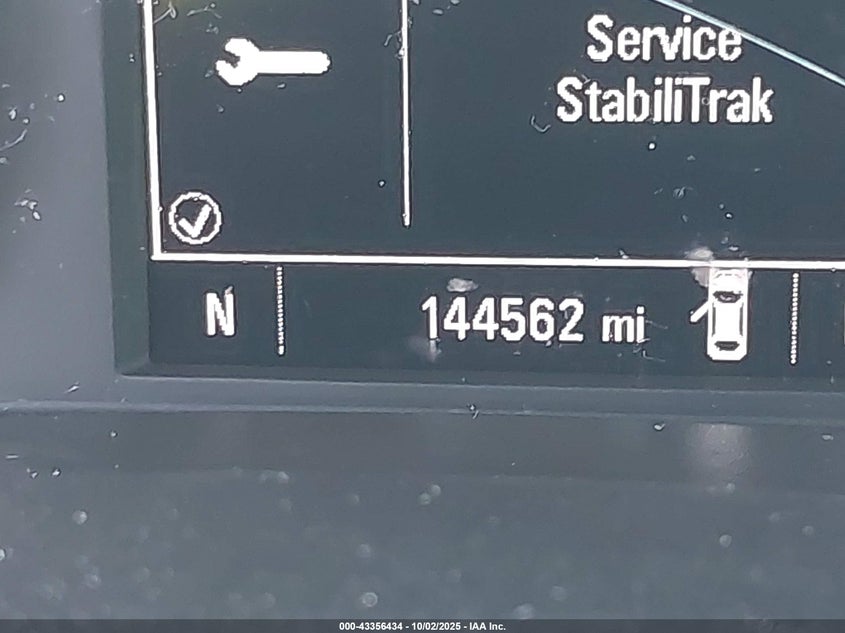 Service
StabiliTrak
N
144562 mi
000-43356434 - 10/02/2025 - IAA Inc.